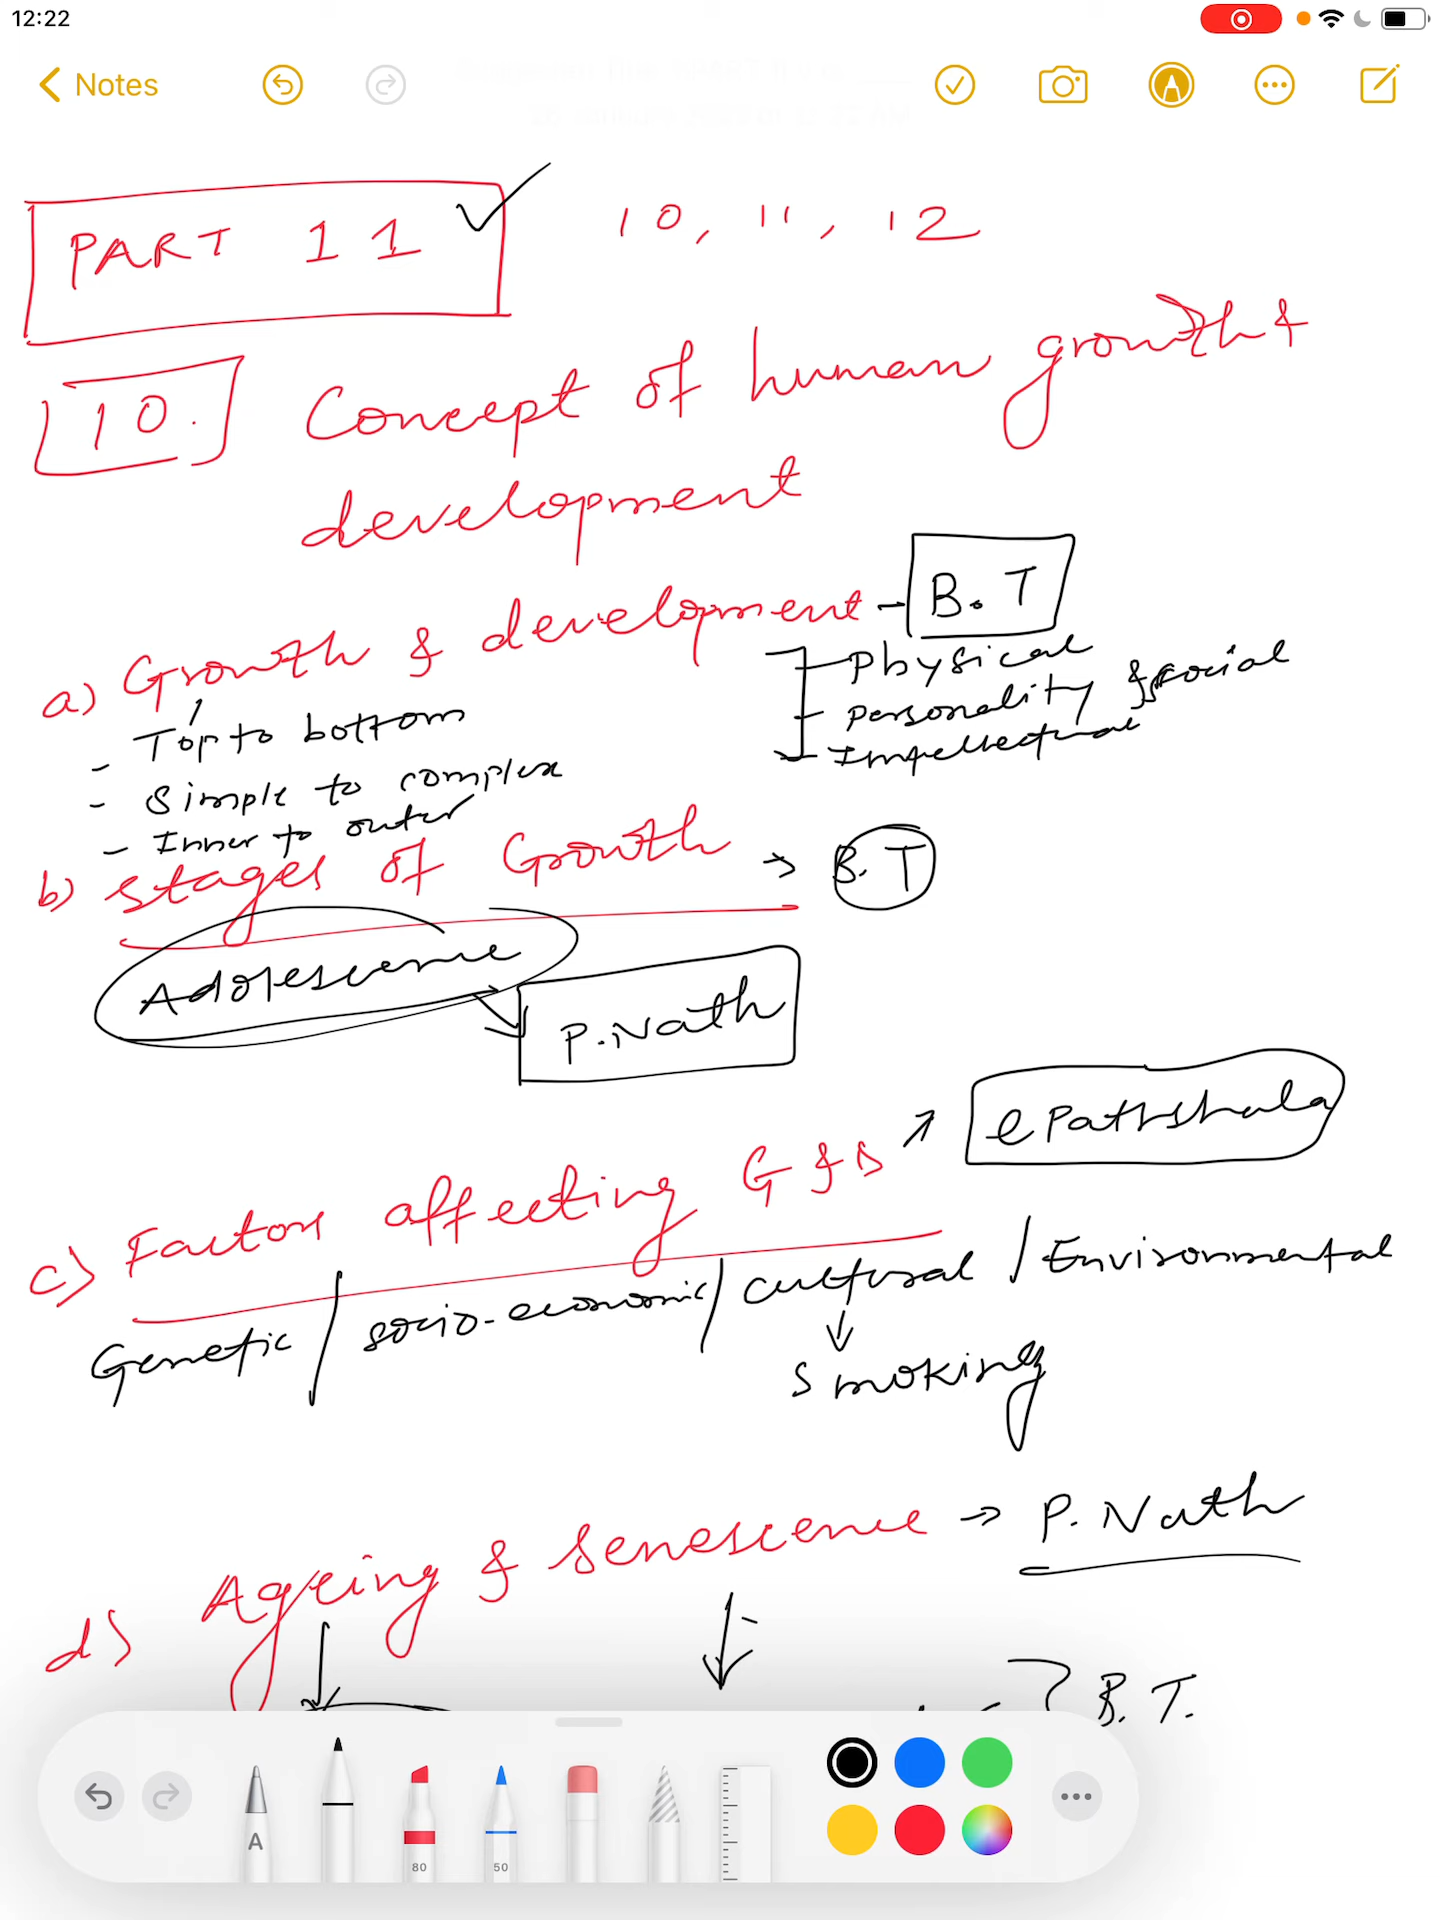 12:22
Notes
PART 11 10, 11, 12
10. Concept of human growth &
development
a) Growth & development - B.T
- Physical
- Personality & social
- Intellectual
- Top to bottom
- Simple to complex
- Inner to outer
b) Stages of Growth → B.T
Adolescence
P. Nath
c) Factors affecting G & D
ePathshala
Genetic / socio-economic / cultural / Environmental
Smoking
d) Ageing & Senescence → P. Nath
B. T.
A
80
50